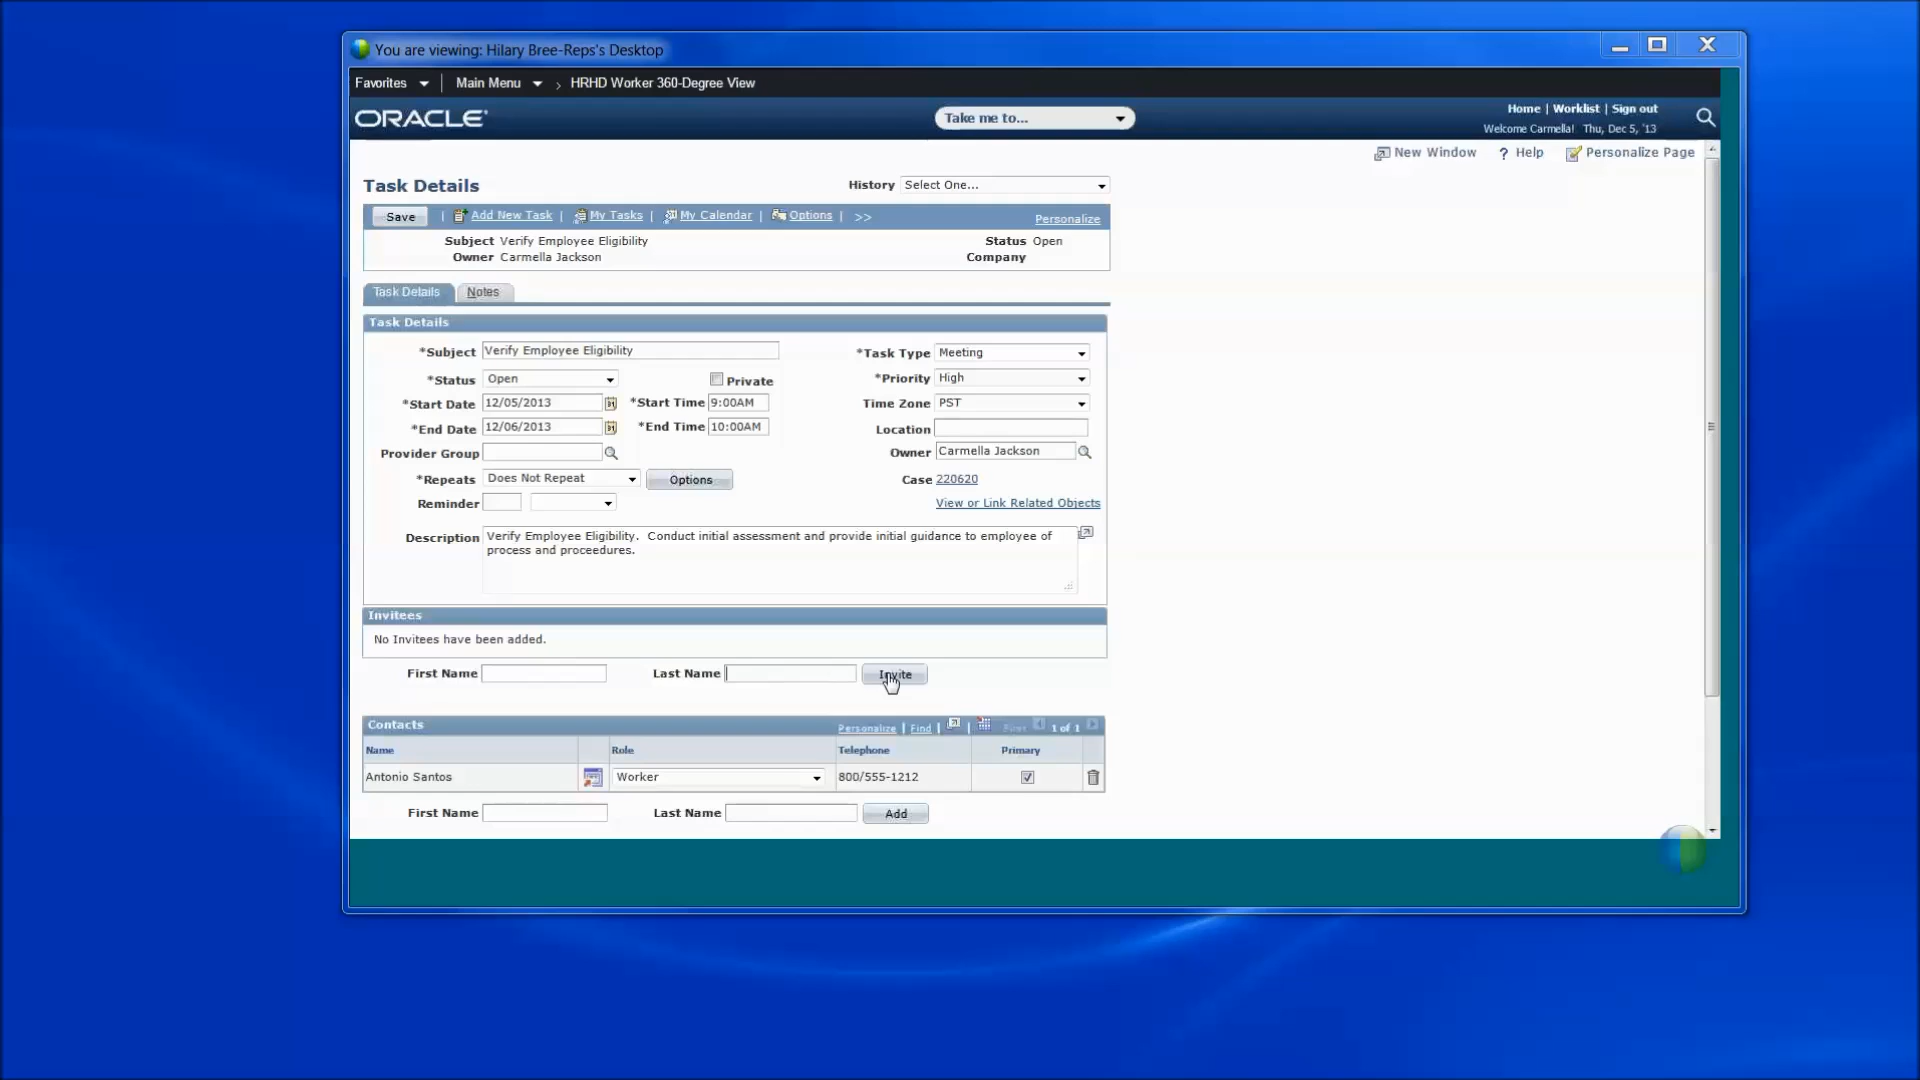 You are viewing: Hilary Bree-Reps's Desktop
Favorites Main Menu > HRHD Worker 360-Degree View
ORACLE Take me to... Home | Worklist | Sign out
Welcome Carmella! Thu, Dec 5, '13
New Window ? Help Personalize Page
Task Details History Select One...
Save | Add New Task | My Tasks | My Calendar | Options | >> Personalize
Subject Verify Employee Eligibility Status Open
Owner Carmella Jackson Company
Task Details Notes
Task Details
*Subject Verify Employee Eligibility *Task Type Meeting
*Status Open Private *Priority High
*Start Date 12/05/2013 *Start Time 9:00AM Time Zone PST
*End Date 12/06/2013 *End Time 10:00AM Location
Provider Group Owner Carmella Jackson
*Repeats Does Not Repeat Options Case 220620
Reminder View or Link Related Objects
Description Verify Employee Eligibility. Conduct initial assessment and provide initial guidance to employee of
process and proceedures.
Invitees
No Invitees have been added.
First Name Last Name Invite
Contacts Personalize | Find | | First 1 of 1
Name Role Telephone Primary
Antonio Santos Worker 800/555-1212
First Name Last Name Add